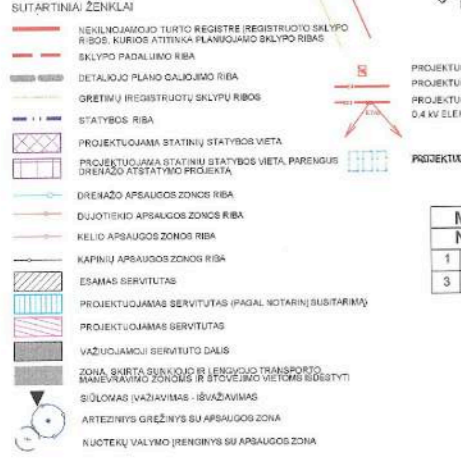 SUTARTINIAI ŽENKLAI
NEKILNOJAMOJO TURTO REGISTRE ĮREGISTRUOTO SKLYPO
RIBOS, KURIOS ATITINKA PLANUOJAMO SKLYPO RIBAS
SKLYPO PADALIJIMO RIBA
DETALIOJO PLANO GALIOJIMO RIBA
GRETIMŲ ĮREGISTRUOTŲ SKLYPŲ RIBOS
STATYBOS RIBA
PROJEKTUOJAMA STATINIŲ STATYBOS VIETA
PROJEKTUOJAMA STATINIŲ STATYBOS VIETA, PARENGUS
DRENAŽO ATSTATYMO PROJEKTĄ
DRENAŽO APSAUGOS ZONOS RIBA
DUJOTIEKIO APSAUGOS ZONOS RIBA
KELIO APSAUGOS ZONOS RIBA
KAPINIŲ APSAUGOS ZONOS RIBA
ESAMAS SERVITUTAS
PROJEKTUOJAMAS SERVITUTAS (PAGAL NOTARINĮ SUSITARIMĄ)
PROJEKTUOJAMAS SERVITUTAS
VAŽIUOJAMOJI SERVITUTO DALIS
ZONA, SKIRTA SUNKIOJO IR LENGVOJO TRANSPORTO
MANEVRAVIMO ZONOMS IR STOVĖJIMO VIETOMS IŠDĖSTYTI
SIŪLOMAS ĮVAŽIAVIMAS - IŠVAŽIAVIMAS
ARTEZINIS GRĘŽINYS SU APSAUGOS ZONA
NUOTEKŲ VALYMO ĮRENGINYS SU APSAUGOS ZONA
PROJEKTU
PROJEKTU
PROJEKTU
0,4 kV ELE
PROJEKTU
1
3